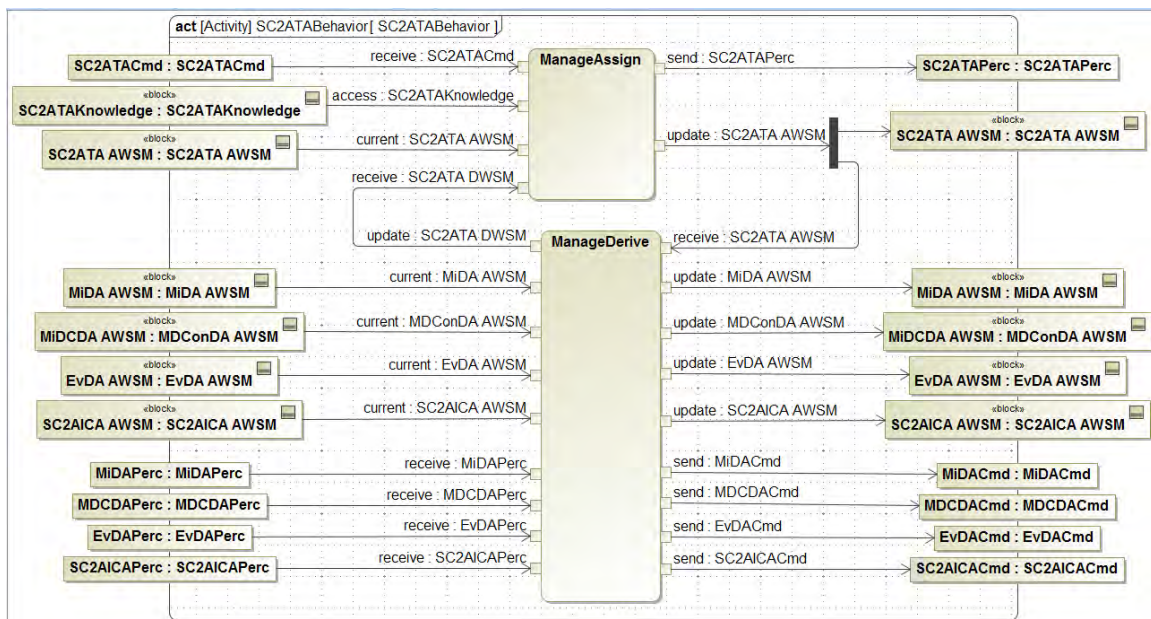 act [Activity] SC2ATABehavior[ SC2ATABehavior ]
SC2ATACmd : SC2ATACmd
receive : SC2ATACmd
ManageAssign
send : SC2ATAPerc
SC2ATAPerc : SC2ATAPerc
«block»
SC2ATAKnowledge : SC2ATAKnowledge
access : SC2ATAKnowledge
«block»
SC2ATA AWSM : SC2ATA AWSM
current : SC2ATA AWSM
update : SC2ATA AWSM
«block»
SC2ATA AWSM : SC2ATA AWSM
receive : SC2ATA DWSM
update : SC2ATA DWSM
ManageDerive
receive : SC2ATA AWSM
«block»
MiDA AWSM : MiDA AWSM
current : MiDA AWSM
update : MiDA AWSM
«block»
MiDA AWSM : MiDA AWSM
«block»
MiDCDA AWSM : MDConDA AWSM
current : MDConDA AWSM
update : MDConDA AWSM
«block»
MiDCDA AWSM : MDConDA AWSM
«block»
EvDA AWSM : EvDA AWSM
current : EvDA AWSM
update : EvDA AWSM
«block»
EvDA AWSM : EvDA AWSM
«block»
SC2AICA AWSM : SC2AICA AWSM
current : SC2AICA AWSM
update : SC2AICA AWSM
«block»
SC2AICA AWSM : SC2AICA AWSM
MiDAPerc : MiDAPerc
receive : MiDAPerc
send : MiDACmd
MiDACmd : MiDACmd
MDCDAPerc : MDCDAPerc
receive : MDCDAPerc
send : MDCDACmd
MDCDACmd : MDCDACmd
EvDAPerc : EvDAPerc
receive : EvDAPerc
send : EvDACmd
EvDACmd : EvDACmd
SC2AICAPerc : SC2AICAPerc
receive : SC2AICAPerc
send : SC2AICACmd
SC2AICACmd : SC2AICACmd